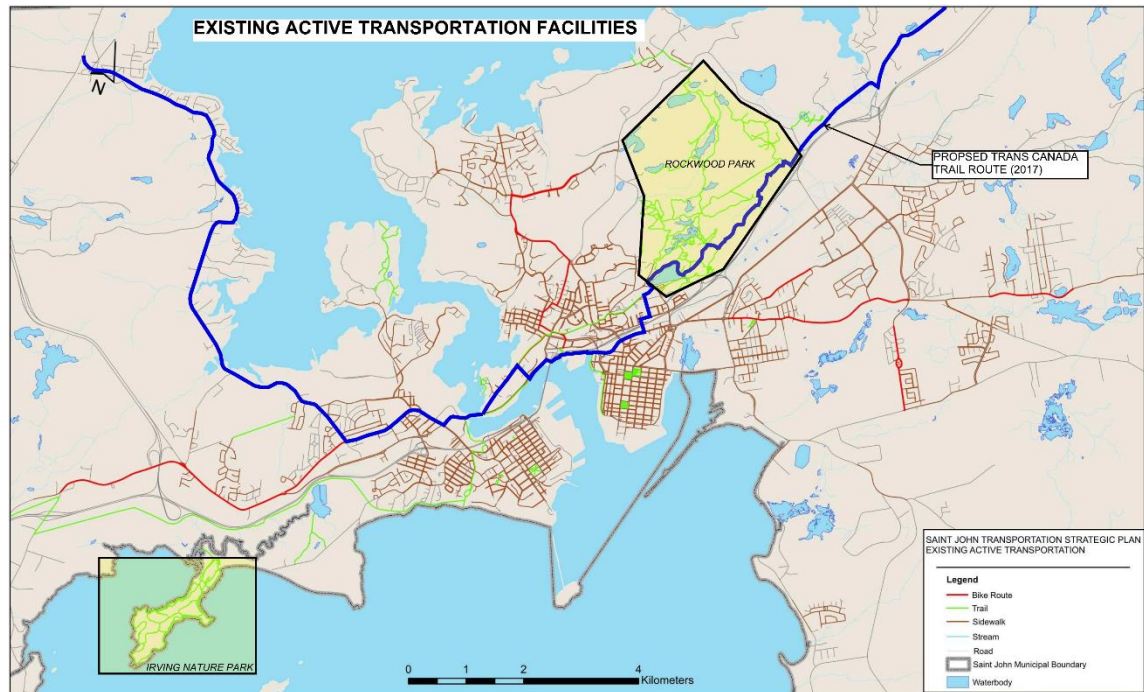 EXISTING ACTIVE TRANSPORTATION FACILITIES
N
ROCKWOOD PARK
PROPSED TRANS CANADA
TRAIL ROUTE (2017)
IRVING NATURE PARK
0 1 2 4
Kilometers
SAINT JOHN TRANSPORTATION STRATEGIC PLAN
EXISTING ACTIVE TRANSPORTATION
Legend
Bike Route
Trail
Sidewalk
Stream
Road
Saint John Municipal Boundary
Waterbody